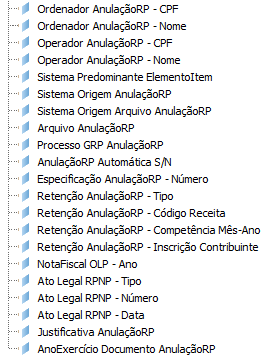 Ordenador AnulaçãoRP - CPF
Ordenador AnulaçãoRP - Nome
Operador AnulaçãoRP - CPF
Operador AnulaçãoRP - Nome
Sistema Predominante ElementoItem
Sistema Origem AnulaçãoRP
Sistema Origem Arquivo AnulaçãoRP
Arquivo AnulaçãoRP
Processo GRP AnulaçãoRP
AnulaçãoRP Automática S/N
Especificação AnulaçãoRP - Número
Retenção AnulaçãoRP - Tipo
Retenção AnulaçãoRP - Código Receita
Retenção AnulaçãoRP - Competência Mês-Ano
Retenção AnulaçãoRP - Inscrição Contribuinte
NotaFiscal OLP - Ano
Ato Legal RPNP - Tipo
Ato Legal RPNP - Número
Ato Legal RPNP - Data
Justificativa AnulaçãoRP
AnoExercício Documento AnulaçãoRP